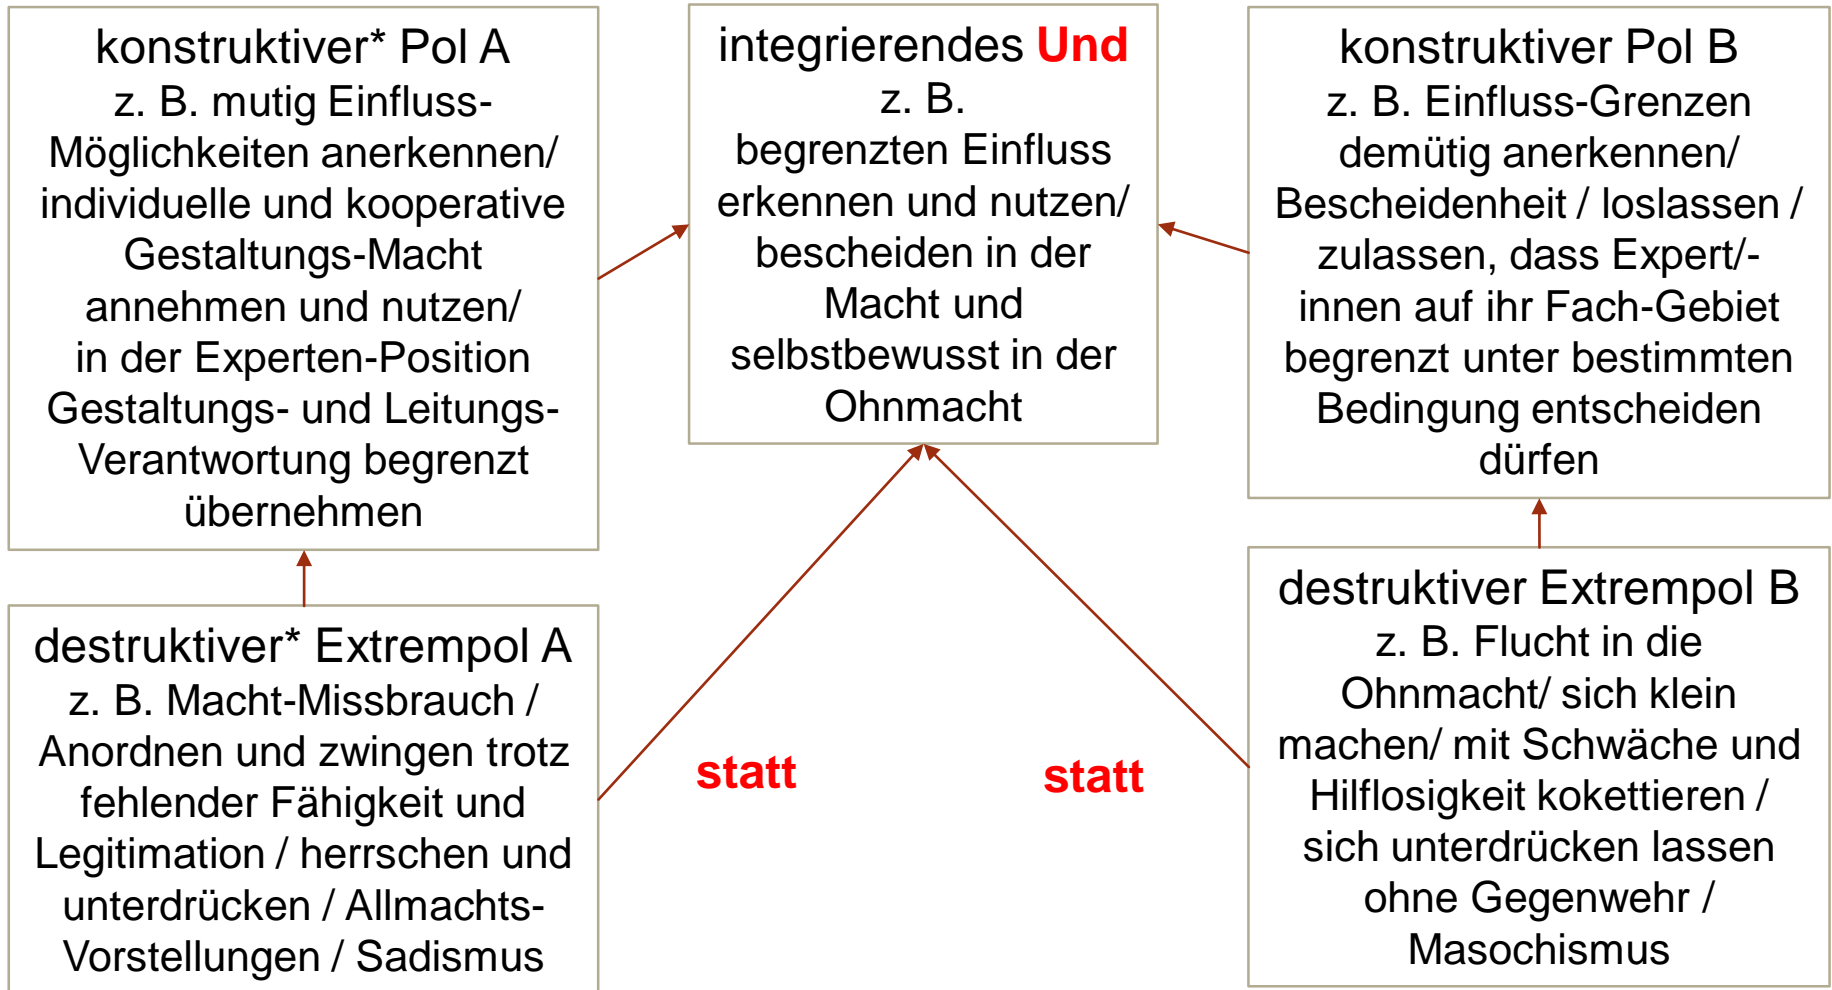 konstruktiver* Pol A
z. B. mutig Einfluss-
Möglichkeiten anerkennen/
individuelle und kooperative
Gestaltungs-Macht
annehmen und nutzen/
in der Experten-Position
Gestaltungs- und Leitungs-
Verantwortung begrenzt
übernehmen
integrierendes Und
z. B.
begrenzten Einfluss
erkennen und nutzen/
bescheiden in der
Macht und
selbstbewusst in der
Ohnmacht
konstruktiver Pol B
z. B. Einfluss-Grenzen
demütig anerkennen/
Bescheidenheit / loslassen /
zulassen, dass Expert/-
innen auf ihr Fach-Gebiet
begrenzt unter bestimmten
Bedingung entscheiden
dürfen
destruktiver* Extrempol A
z. B. Macht-Missbrauch /
Anordnen und zwingen trotz
fehlender Fähigkeit und
Legitimation / herrschen und
unterdrücken / Allmachts-
Vorstellungen / Sadismus
statt
statt
destruktiver Extrempol B
z. B. Flucht in die
Ohnmacht/ sich klein
machen/ mit Schwäche und
Hilflosigkeit kokettieren /
sich unterdrücken lassen
ohne Gegenwehr /
Masochismus